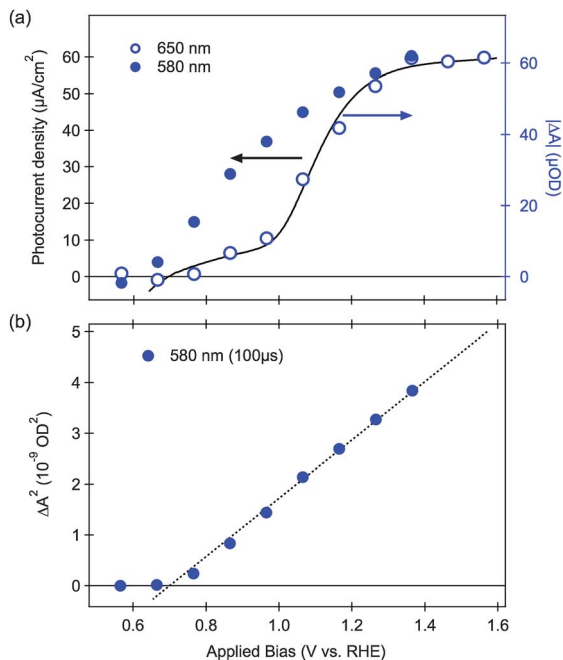 (a)
650 nm
580 nm
Photocurrent density (µA/cm²)
60
50
40
30
20
10
0
|ΔA| (µOD)
60
40
20
0
(b)
580 nm (100µs)
ΔA² (10⁻⁹ OD²)
5
4
3
2
1
0
0.6 0.8 1.0 1.2 1.4 1.6
Applied Bias (V vs. RHE)